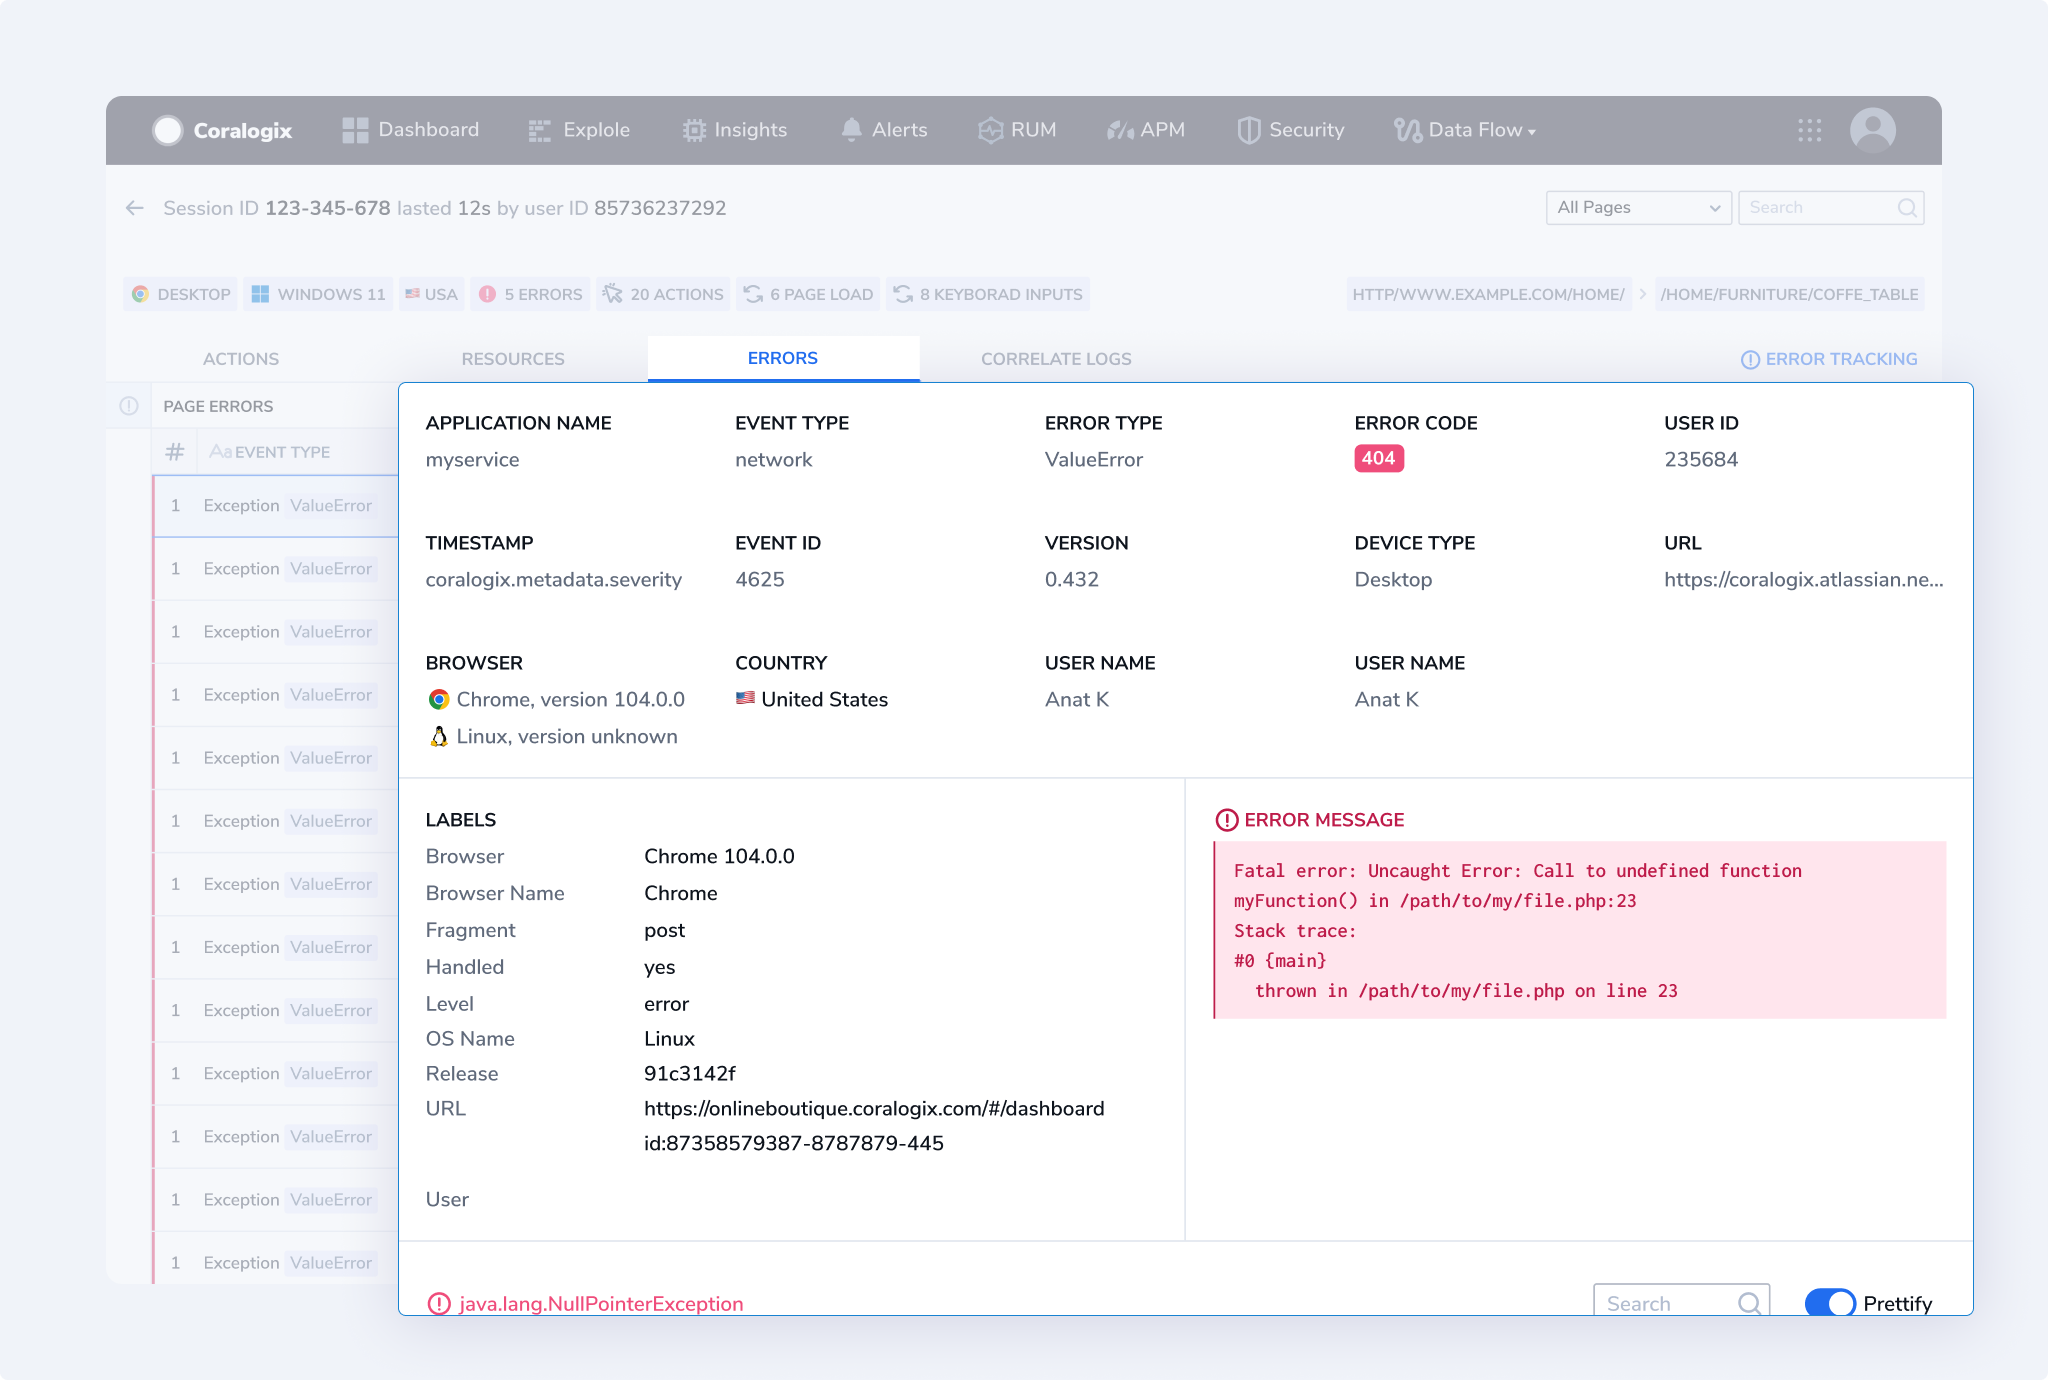 Coralogix Dashboard Explole Insights Alerts RUM APM Security Data Flow
Session ID 123-345-678 lasted 12s by user ID 85736237292
All Pages Search
DESKTOP WINDOWS 11 USA 5 ERRORS 20 ACTIONS 6 PAGE LOAD 8 KEYBORAD INPUTS
HTTP/WWW.EXAMPLE.COM/HOME/ > /HOME/FURNITURE/COFFE_TABLE
ACTIONS RESOURCES ERRORS CORRELATE LOGS ERROR TRACKING
PAGE ERRORS
# Aa EVENT TYPE
1 Exception ValueError
1 Exception ValueError
1 Exception ValueError
1 Exception ValueError
1 Exception ValueError
1 Exception ValueError
1 Exception ValueError
1 Exception ValueError
1 Exception ValueError
1 Exception ValueError
1 Exception ValueError
1 Exception ValueError
1 Exception ValueError
APPLICATION NAME EVENT TYPE ERROR TYPE ERROR CODE USER ID
myservice network ValueError 404 235684
TIMESTAMP EVENT ID VERSION DEVICE TYPE URL
coralogix.metadata.severity 4625 0.432 Desktop https://coralogix.atlassian.ne...
BROWSER COUNTRY USER NAME USER NAME
Chrome, version 104.0.0 United States Anat K Anat K
Linux, version unknown
LABELS
Browser Chrome 104.0.0
Browser Name Chrome
Fragment post
Handled yes
Level error
OS Name Linux
Release 91c3142f
URL https://onlineboutique.coralogix.com/#/dashboard
id:87358579387-8787879-445
User
ERROR MESSAGE
Fatal error: Uncaught Error: Call to undefined function
myFunction() in /path/to/my/file.php:23
Stack trace:
#0 {main}
thrown in /path/to/my/file.php on line 23
java.lang.NullPointerException
Search Prettify